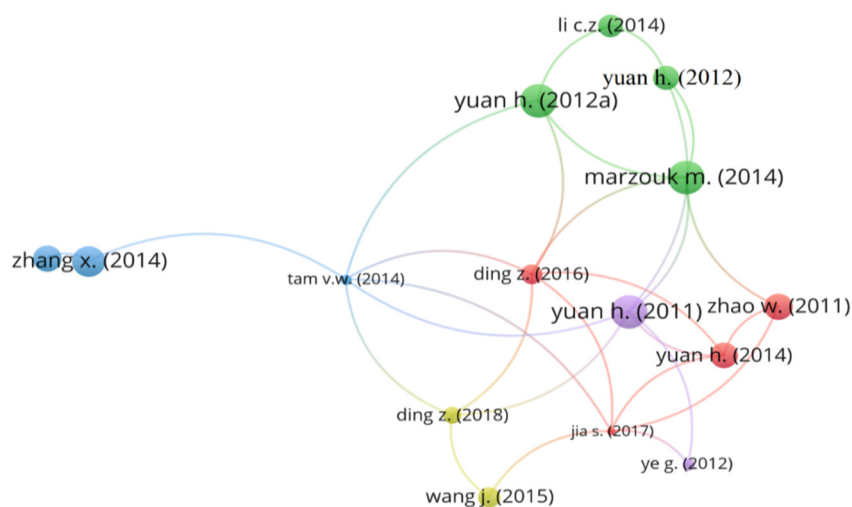 li c.z. (2014)
yuan h. (2012)
yuan h. (2012a)
marzouk m. (2014)
zhang x. (2014)
tam v.w. (2014)
ding z. (2016)
yuan h. (2011)
zhao w. (2011)
yuan h. (2014)
ding z. (2018)
jia s. (2017)
ye g. (2012)
wang j. (2015)